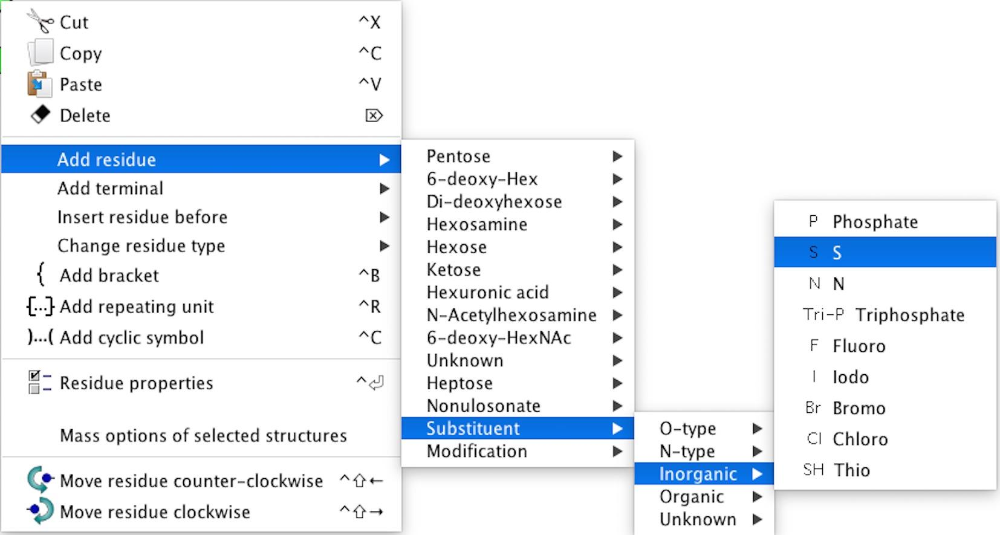 Cut ^X
Copy ^C
Paste ^V
Delete ⌦
Add residue ▶
Add terminal ▶
Insert residue before ▶
Change residue type ▶
{ Add bracket ^B
{...} Add repeating unit ^R
)...( Add cyclic symbol ^C
Residue properties ^⏎
Mass options of selected structures
Move residue counter-clockwise ^⇧←
Move residue clockwise ^⇧→
Pentose ▶
6-deoxy-Hex ▶
Di-deoxyhexose ▶
Hexosamine ▶
Hexose ▶
Ketose ▶
Hexuronic acid ▶
N-Acetylhexosamine ▶
6-deoxy-HexNAc ▶
Unknown ▶
Heptose ▶
Nonulosonate ▶
Substituent ▶
Modification ▶
O-type ▶
N-type ▶
Inorganic ▶
Organic ▶
Unknown ▶
P Phosphate
S S
N N
Tri-P Triphosphate
F Fluoro
I Iodo
Br Bromo
Cl Chloro
SH Thio